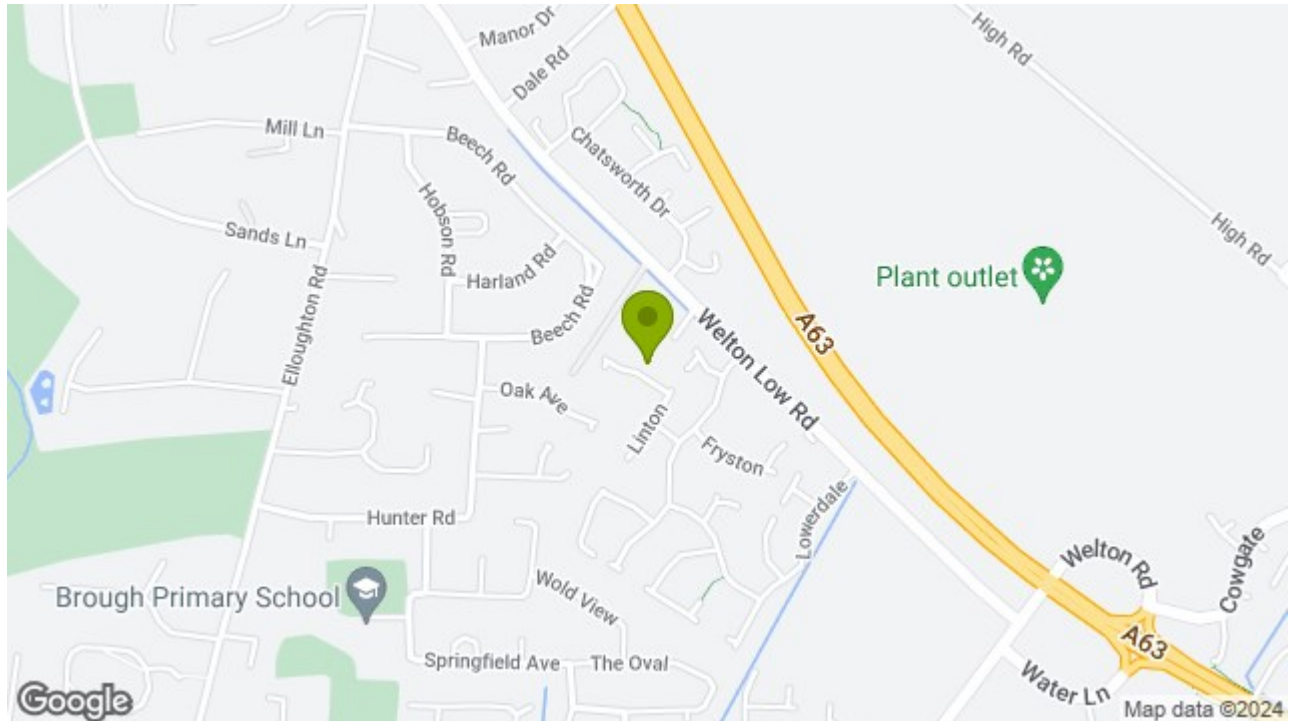 High Rd
Manor Dr
Dale Rd
Mill Ln
Beech Rd
Chatsworth Dr
Hobson Rd
High Rd
Sands Ln
Harland Rd
Plant outlet
Elloughton Rd
Beech Rd
Welton Low Rd
A63
Oak Ave
Linton
Fryston
Hunter Rd
Lowerdale
Welton Rd
Cowgate
Brough Primary School
Wold View
A63
Springfield Ave
The Oval
Water Ln
Google
Map data ©2024